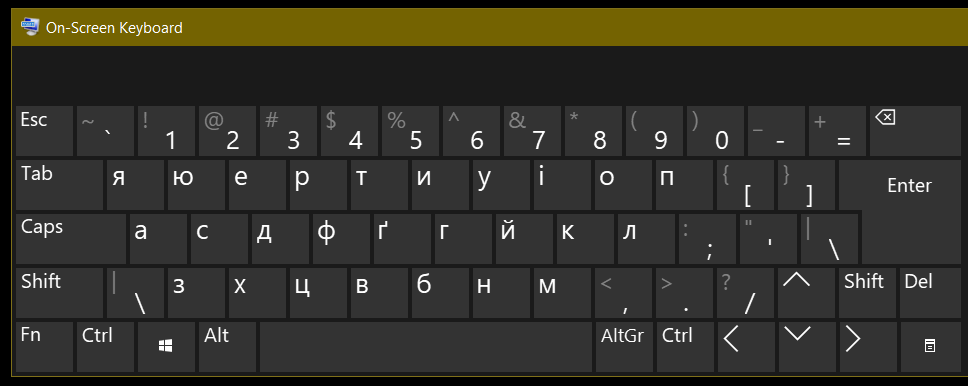 On-Screen Keyboard
Esc ~ ` ! 1 @ 2 # 3 $ 4 % 5 ^ 6 & 7 * 8 ( 9 ) 0 _ - + =
Tab я ю е р т и у і о п { [ } ] Enter
Caps а с д ф ґ г й к л : ; " ' | \
Shift | \ з х ц в б н м < , > . ? / Shift Del
Fn Ctrl Alt AltGr Ctrl